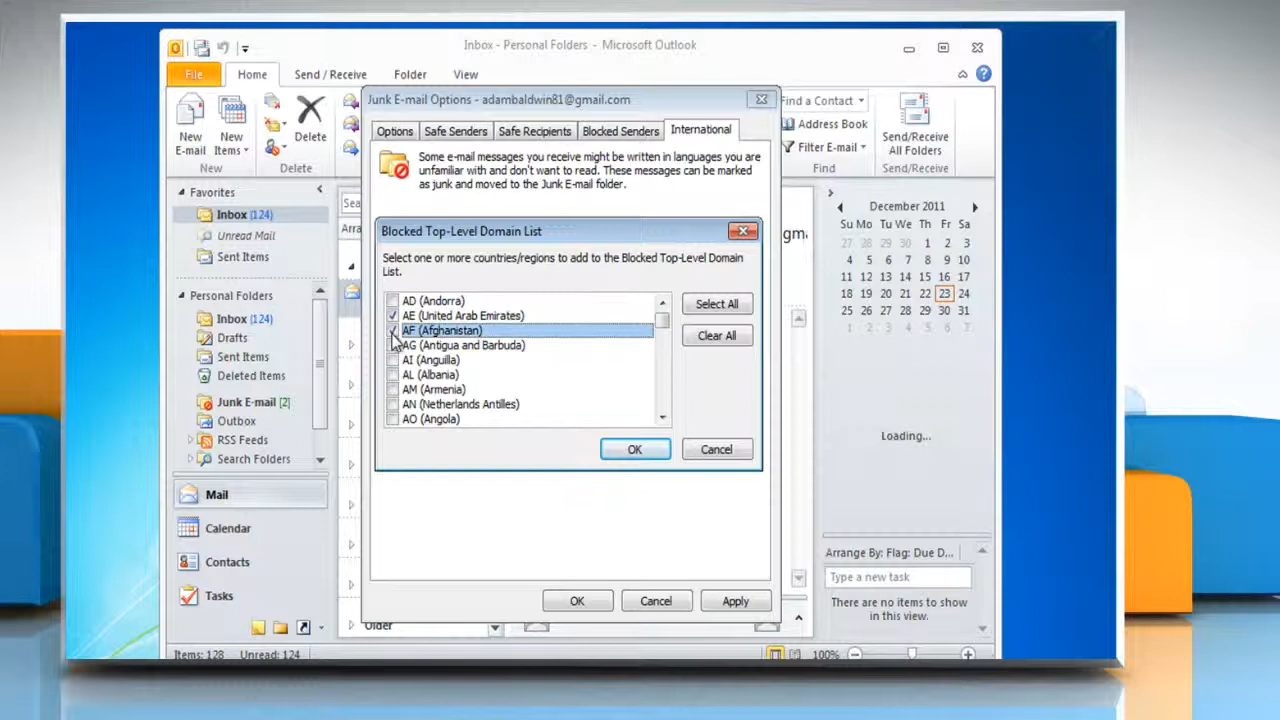 Inbox - Personal Folders - Microsoft Outlook
File Home Send / Receive Folder View
New E-mail
New Items
Delete
New
Delete
Find a Contact
Address Book
Filter E-mail
Find
Send/Receive All Folders
Send/Receive
Favorites
Inbox (124)
Unread Mail
Sent Items
Personal Folders
Inbox (124)
Drafts
Sent Items
Deleted Items
Junk E-mail [2]
Outbox
RSS Feeds
Search Folders
Mail
Calendar
Contacts
Tasks
Items: 128 Unread: 124
Junk E-mail Options - adambaldwin81@gmail.com
Options Safe Senders Safe Recipients Blocked Senders International
Some e-mail messages you receive might be written in languages you are
unfamiliar with and don't want to read. These messages can be marked
as junk and moved to the Junk E-mail folder.
Blocked Top-Level Domain List
Select one or more countries/regions to add to the Blocked Top-Level Domain
List.
AD (Andorra)
AE (United Arab Emirates)
AF (Afghanistan)
AG (Antigua and Barbuda)
AI (Anguilla)
AL (Albania)
AM (Armenia)
AN (Netherlands Antilles)
AO (Angola)
Select All
Clear All
OK Cancel
OK Cancel Apply
Older
December 2011
Su Mo Tu We Th Fr Sa
27 28 29 30 1 2 3
4 5 6 7 8 9 10
11 12 13 14 15 16 17
18 19 20 21 22 23 24
25 26 27 28 29 30 31
1 2 3 4 5 6 7
Loading...
Arrange By: Flag: Due D...
Type a new task
There are no items to show
in this view.
100%